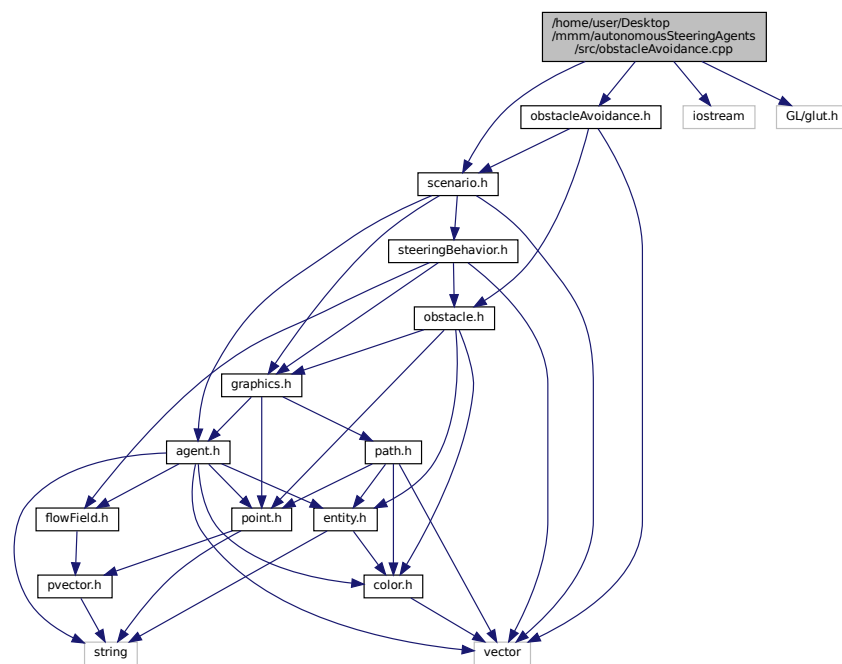 /home/user/Desktop
/mmm/autonomousSteeringAgents
/src/obstacleAvoidance.cpp
obstacleAvoidance.h
iostream
GL/glut.h
scenario.h
steeringBehavior.h
obstacle.h
graphics.h
agent.h
path.h
flowField.h
point.h
entity.h
pvector.h
color.h
string
vector